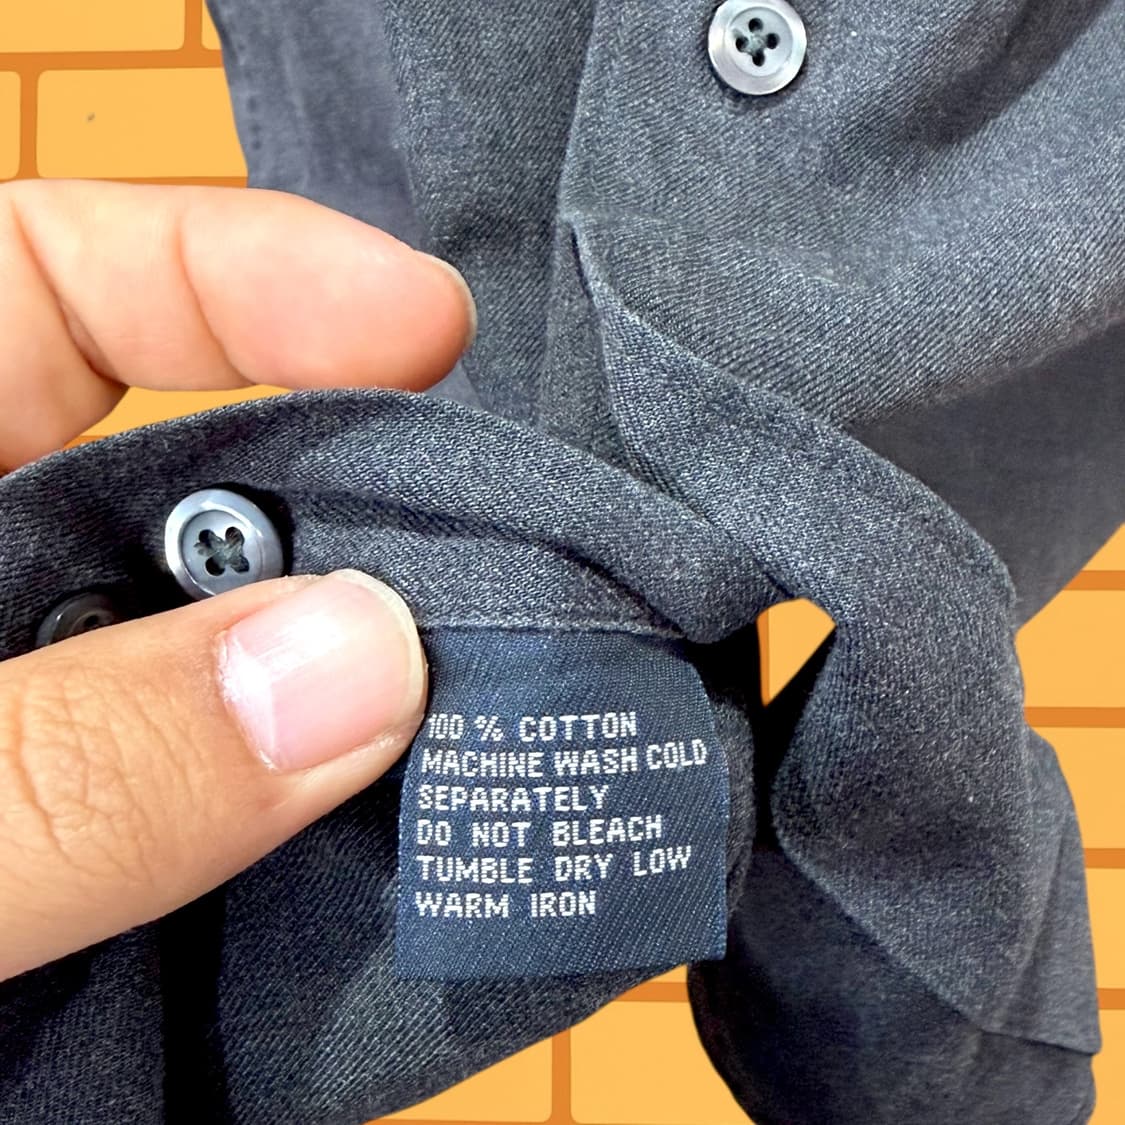 100 % COTTON
MACHINE WASH COLD
SEPARATELY
DO NOT BLEACH
TUMBLE DRY LOW
WARM IRON